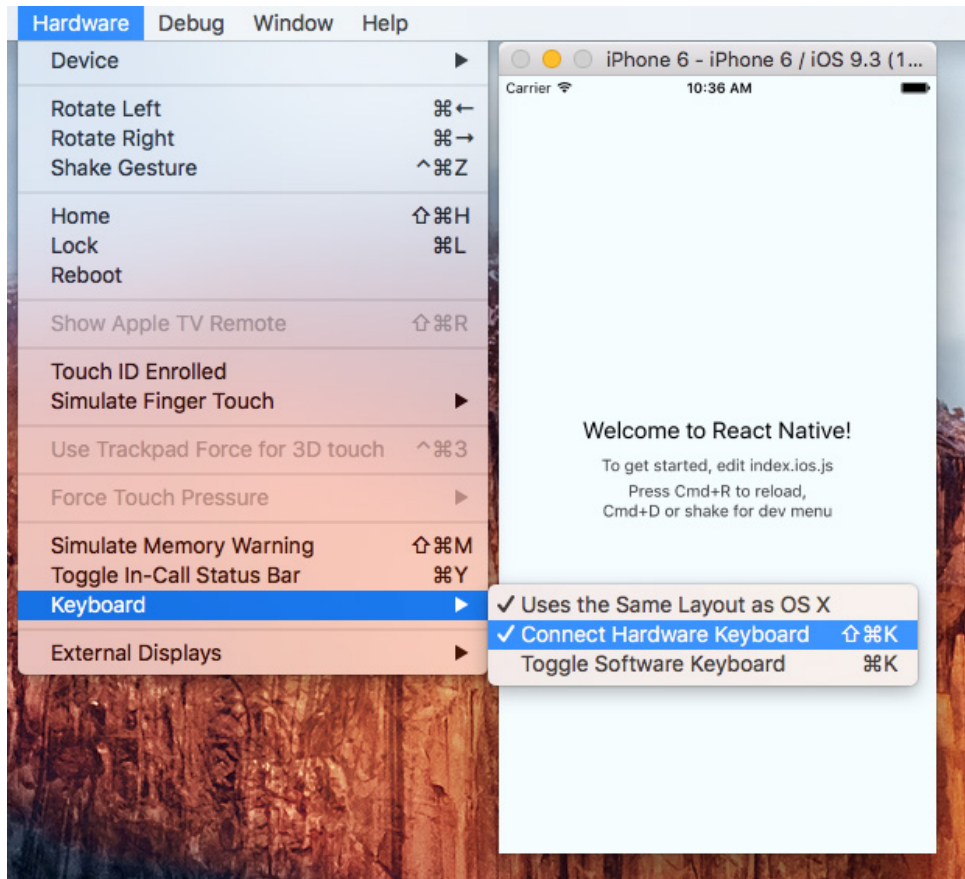 Hardware Debug Window Help
Device ▶
Rotate Left ⌘←
Rotate Right ⌘→
Shake Gesture ^⌘Z
Home ⇧⌘H
Lock ⌘L
Reboot
Show Apple TV Remote ⇧⌘R
Touch ID Enrolled
Simulate Finger Touch ▶
Use Trackpad Force for 3D touch ^⌘3
Force Touch Pressure ▶
Simulate Memory Warning ⇧⌘M
Toggle In-Call Status Bar ⌘Y
Keyboard ▶
External Displays ▶
✓ Uses the Same Layout as OS X
✓ Connect Hardware Keyboard ⇧⌘K
Toggle Software Keyboard ⌘K
iPhone 6 - iPhone 6 / iOS 9.3 (1...
Carrier 10:36 AM
Welcome to React Native!
To get started, edit index.ios.js
Press Cmd+R to reload,
Cmd+D or shake for dev menu